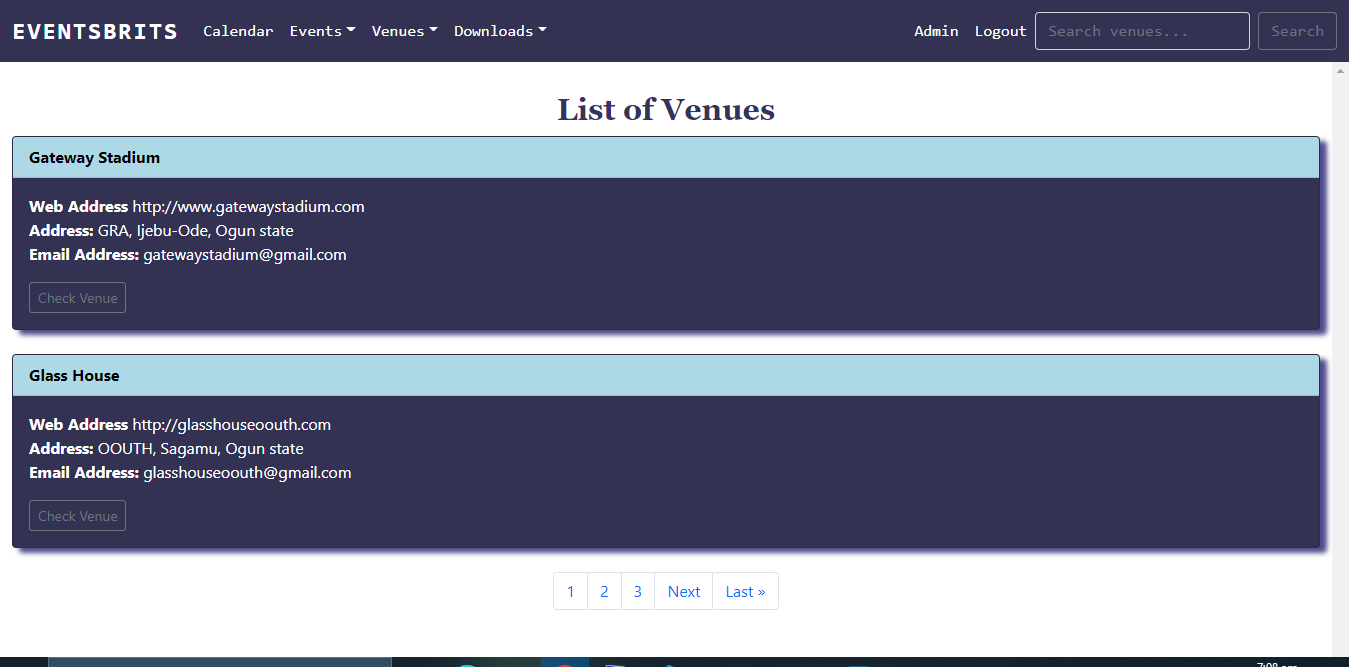 EVENTSBRITS Calendar Events Venues Downloads Admin Logout Search venues... Search
List of Venues
Gateway Stadium
Web Address http://www.gatewaystadium.com
Address: GRA, Ijebu-Ode, Ogun state
Email Address: gatewaystadium@gmail.com
Check Venue
Glass House
Web Address http://glasshouseoouth.com
Address: OOUTH, Sagamu, Ogun state
Email Address: glasshouseoouth@gmail.com
Check Venue
1 2 3 Next Last »